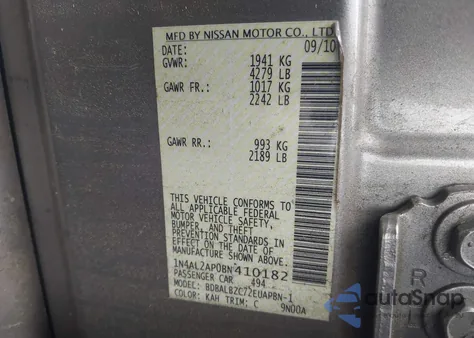 MFD BY NISSAN MOTOR CO., LTD.
DATE: 09/10
GVWR: 1941 KG
4279 LB
GAWR FR.: 1017 KG
2242 LB
GAWR RR.: 993 KG
2189 LB
THIS VEHICLE CONFORMS TO
ALL APPLICABLE FEDERAL
MOTOR VEHICLE SAFETY,
BUMPER, AND THEFT
PREVENTION STANDARDS IN
EFFECT ON THE DATE OF
MANUFACTURE SHOWN ABOVE.
1N4AL2AP0BN410182
PASSENGER CAR 494
MODEL: BDBALBZC72EUAPBN-1
COLOR: KAH TRIM: C 9N00A
R
autoSnap